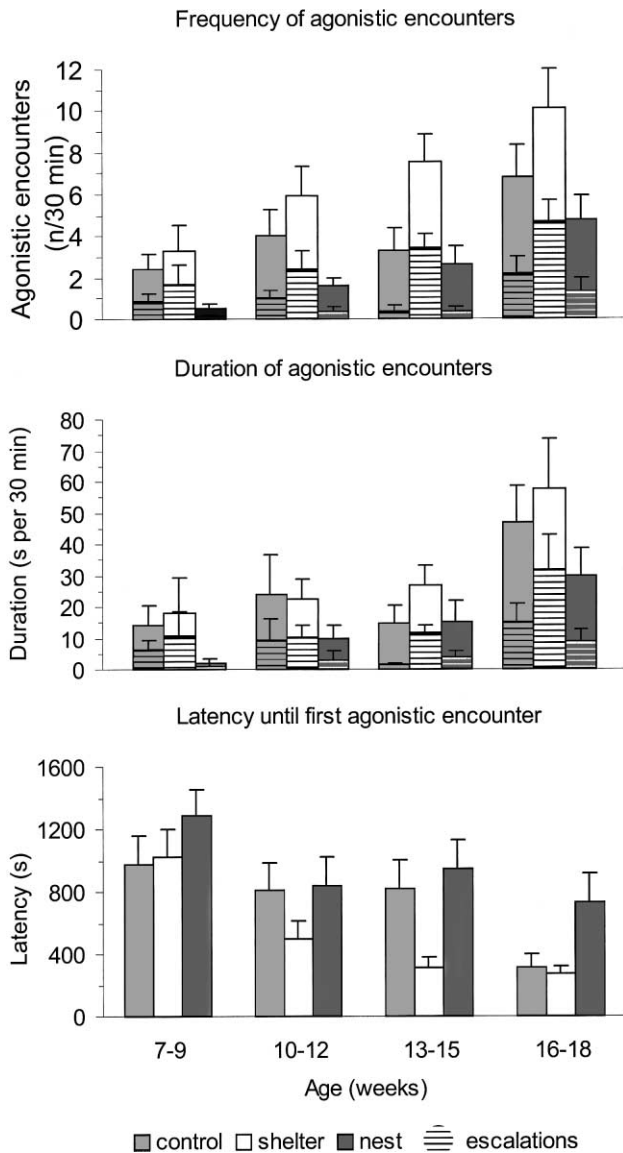 Frequency of agonistic encounters
Agonistic encounters
(n/30 min)
12
10
8
6
4
2
0
Duration of agonistic encounters
Duration (s per 30 min)
80
70
60
50
40
30
20
10
0
Latency until first agonistic encounter
Latency (s)
1600
1200
800
400
0
7-9 10-12 13-15 16-18
Age (weeks)
control shelter nest escalations